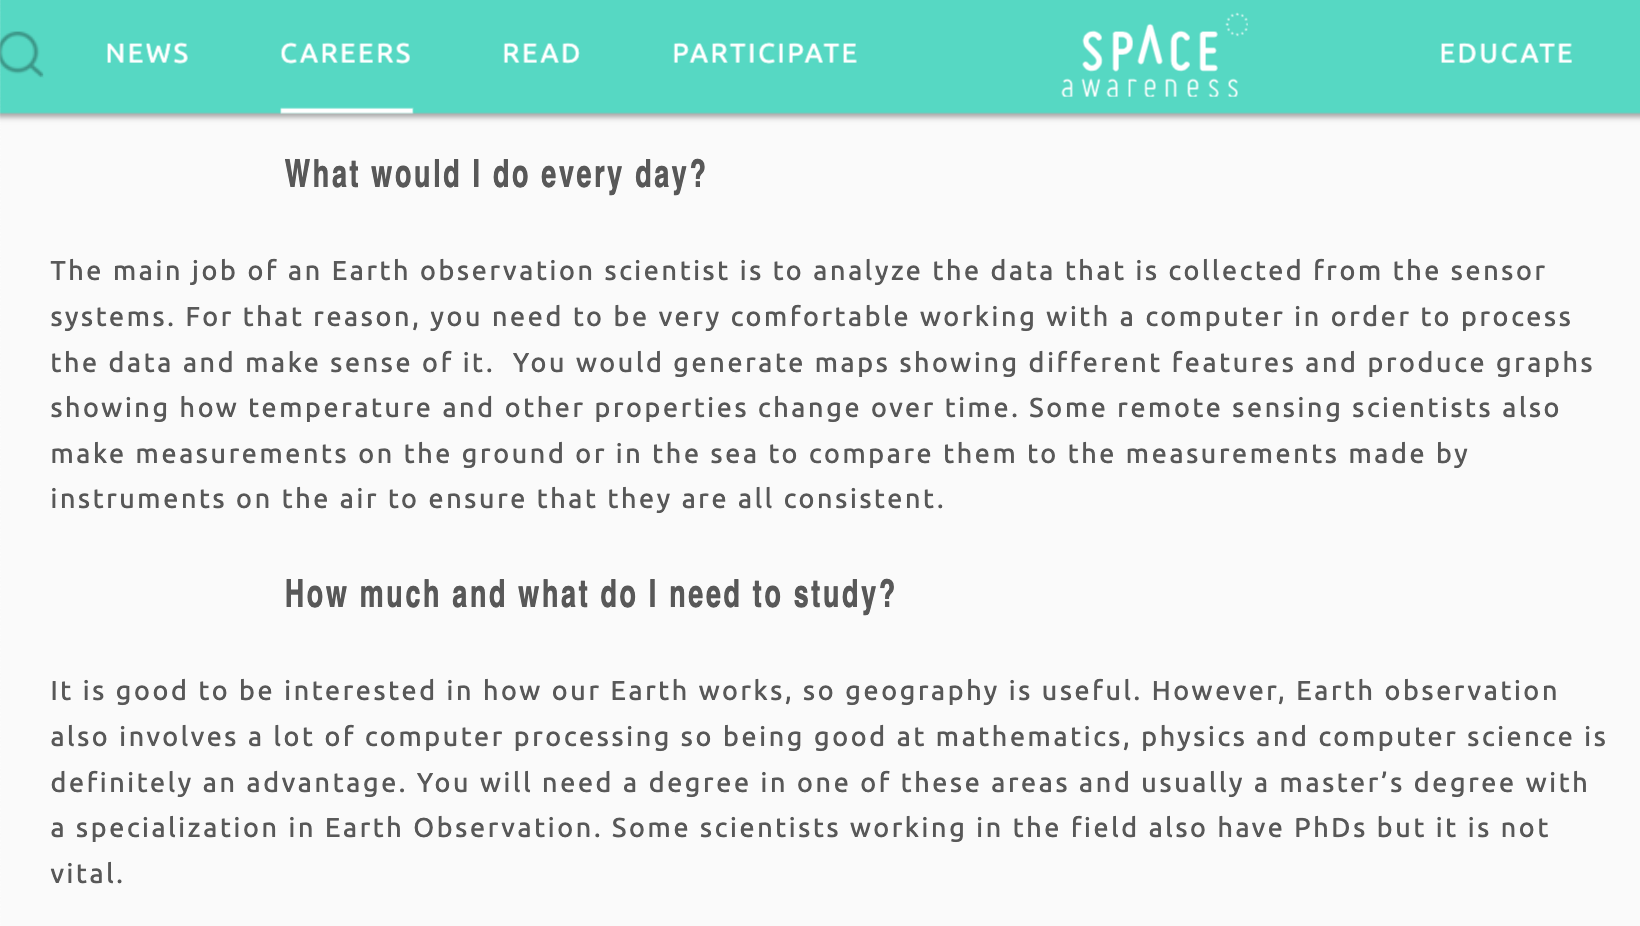 NEWS CAREERS READ PARTICIPATE SPACE EDUCATE
awareness
What would I do every day?
The main job of an Earth observation scientist is to analyze the data that is collected from the sensor
systems. For that reason, you need to be very comfortable working with a computer in order to process
the data and make sense of it.  You would generate maps showing different features and produce graphs
showing how temperature and other properties change over time. Some remote sensing scientists also
make measurements on the ground or in the sea to compare them to the measurements made by
instruments on the air to ensure that they are all consistent.
How much and what do I need to study?
It is good to be interested in how our Earth works, so geography is useful. However, Earth observation
also involves a lot of computer processing so being good at mathematics, physics and computer science is
definitely an advantage. You will need a degree in one of these areas and usually a master’s degree with
a specialization in Earth Observation. Some scientists working in the field also have PhDs but it is not
vital.